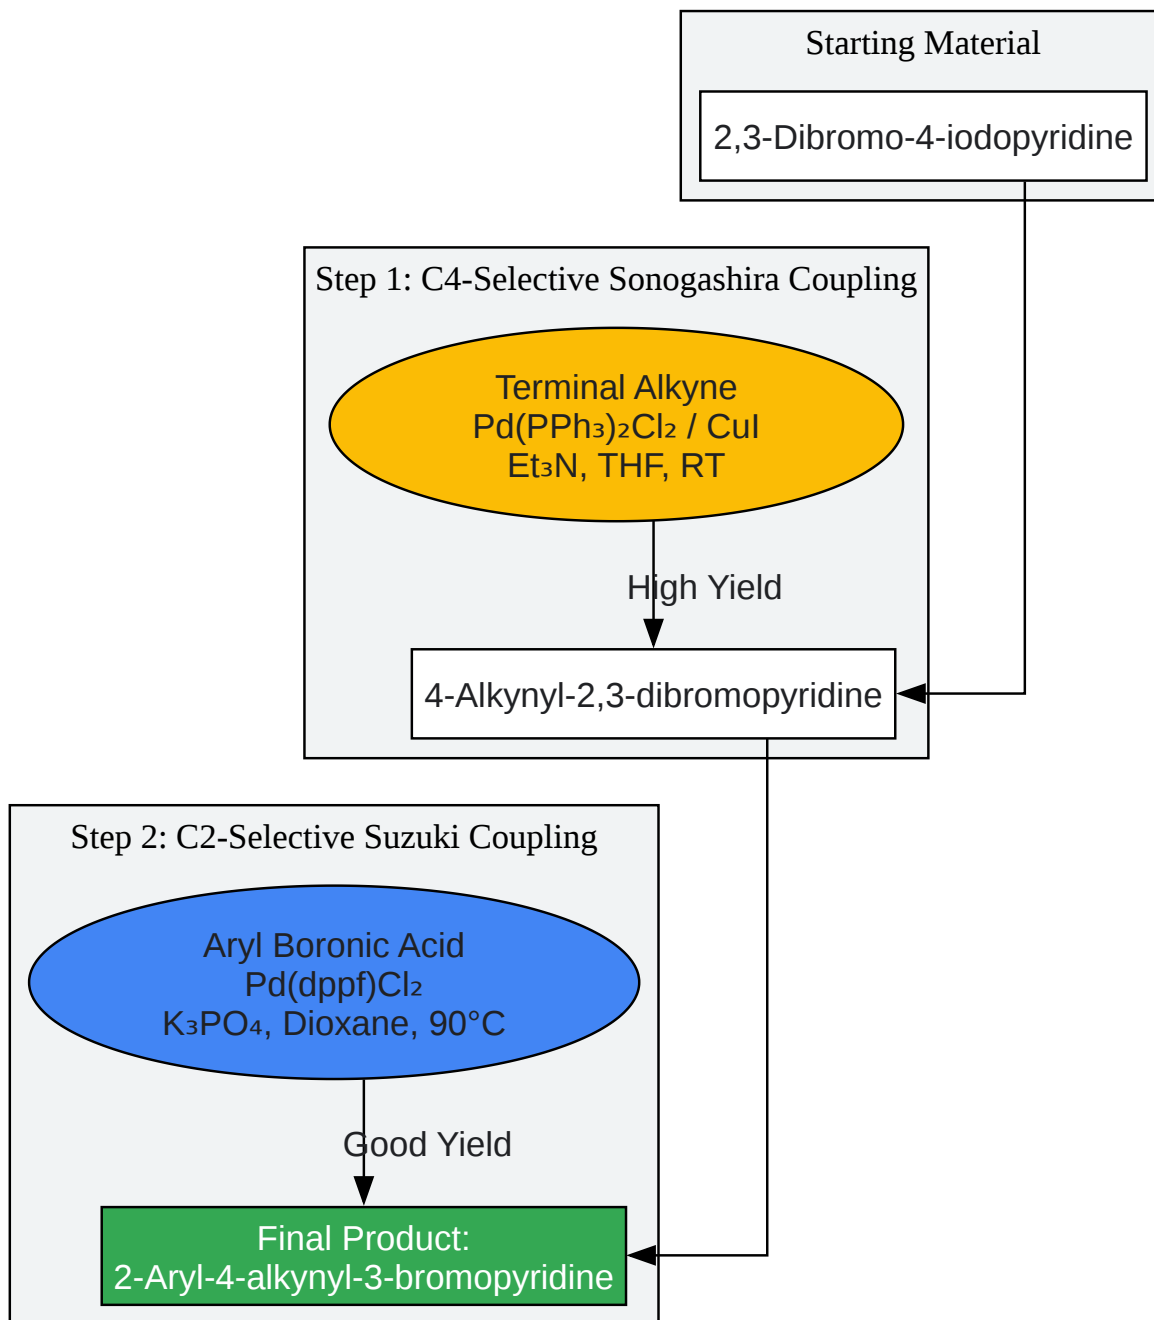 Starting Material
2,3-Dibromo-4-iodopyridine
Step 1: C4-Selective Sonogashira Coupling
Terminal Alkyne
Pd(PPh₃)₂Cl₂ / CuI
Et₃N, THF, RT
High Yield
4-Alkynyl-2,3-dibromopyridine
Step 2: C2-Selective Suzuki Coupling
Aryl Boronic Acid
Pd(dppf)Cl₂
K₃PO₄, Dioxane, 90°C
Good Yield
Final Product:
2-Aryl-4-alkynyl-3-bromopyridine